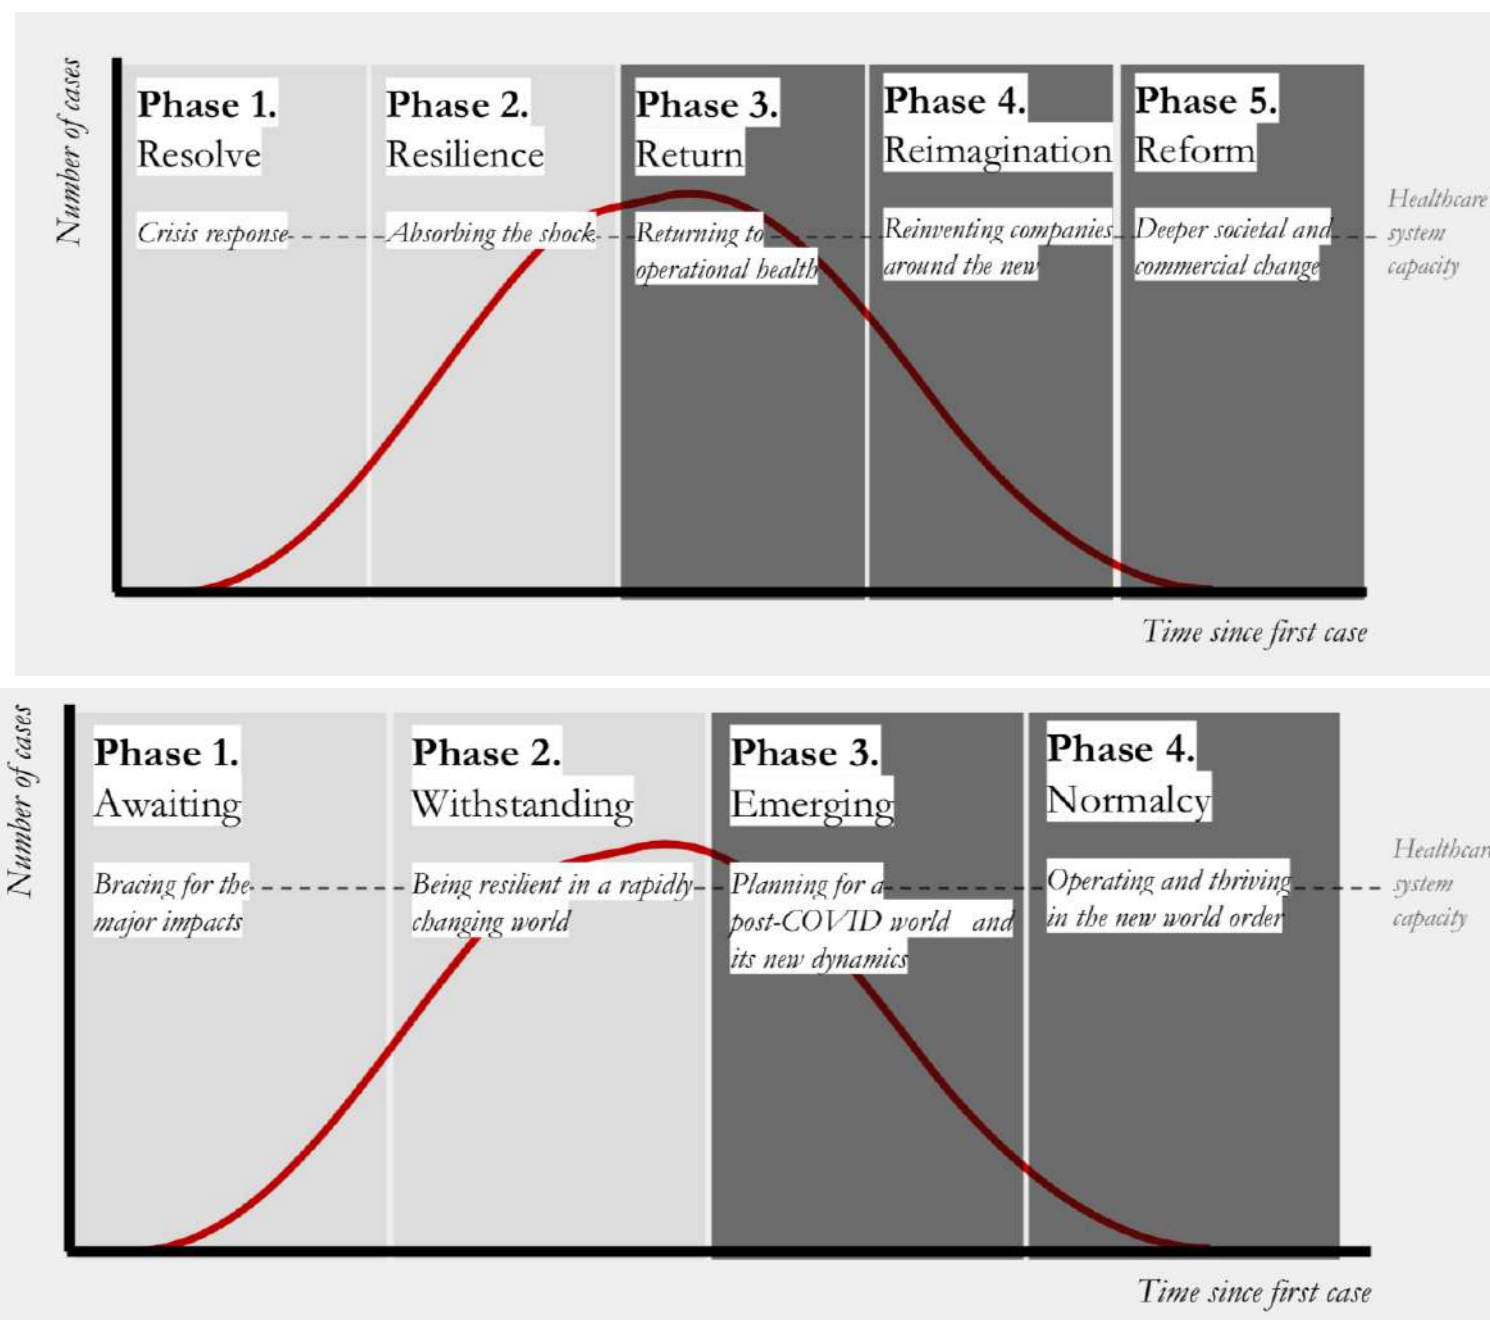 Number of cases
Phase 1.
Resolve
Crisis response
Phase 2.
Resilience
Absorbing the shock
Phase 3.
Return
Returning to
operational health
Phase 4.
Reimagination
Reinventing companies
around the new
Phase 5.
Reform
Deeper societal and
commercial change
Healthcare
system
capacity
Time since first case
Number of cases
Phase 1.
Awaiting
Bracing for the
major impacts
Phase 2.
Withstanding
Being resilient in a rapidly
changing world
Phase 3.
Emerging
Planning for a
post-COVID world and
its new dynamics
Phase 4.
Normalcy
Operating and thriving
in the new world order
Healthcare
system
capacity
Time since first case